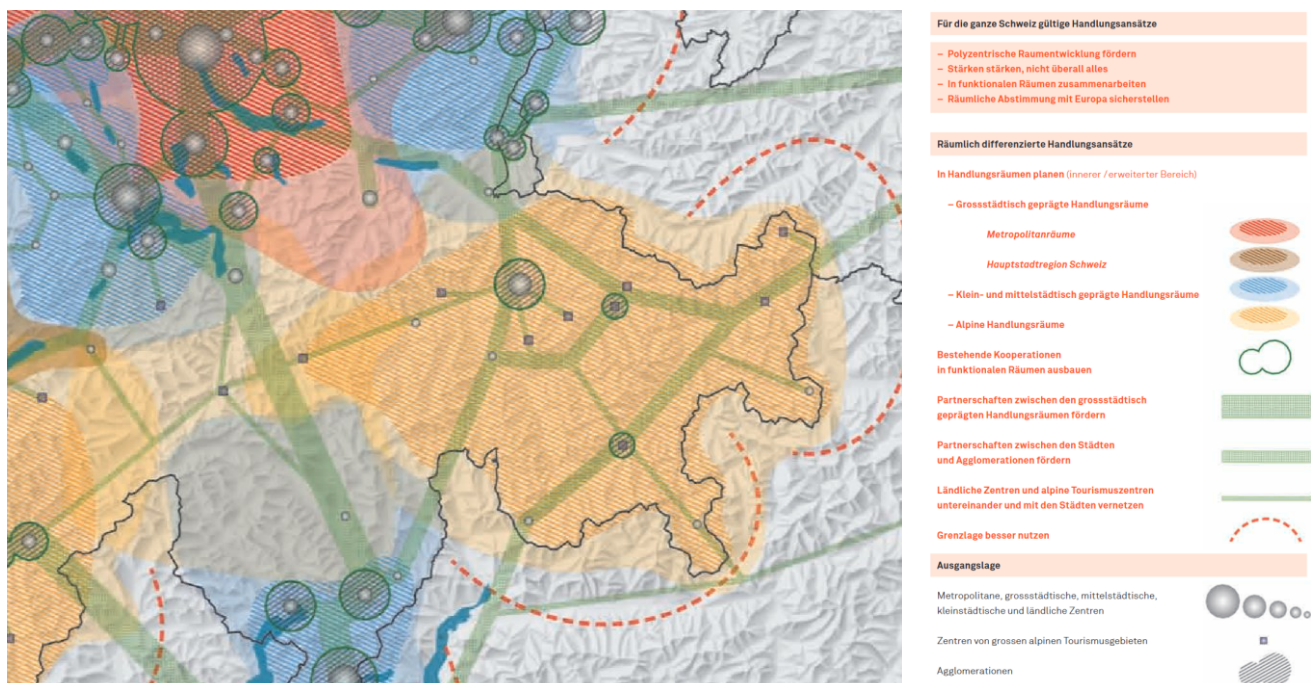 Für die ganze Schweiz gültige Handlungsansätze
– Polyzentrische Raumentwicklung fördern
– Stärken stärken, nicht überall alles
– In funktionalen Räumen zusammenarbeiten
– Räumliche Abstimmung mit Europa sicherstellen
Räumlich differenzierte Handlungsansätze
In Handlungsräumen planen (innerer / erweiterter Bereich)
– Grossstädtisch geprägte Handlungsräume
Metropolitanräume
Hauptstadtregion Schweiz
– Klein- und mittelstädtisch geprägte Handlungsräume
– Alpine Handlungsräume
Bestehende Kooperationen
in funktionalen Räumen ausbauen
Partnerschaften zwischen den grossstädtisch
geprägten Handlungsräumen fördern
Partnerschaften zwischen den Städten
und Agglomerationen fördern
Ländliche Zentren und alpine Tourismuszentren
untereinander und mit den Städten vernetzen
Grenzlage besser nutzen
Ausgangslage
Metropolitane, grossstädtische, mittelstädtische,
kleinstädtische und ländliche Zentren
Zentren von grossen alpinen Tourismusgebieten
Agglomerationen